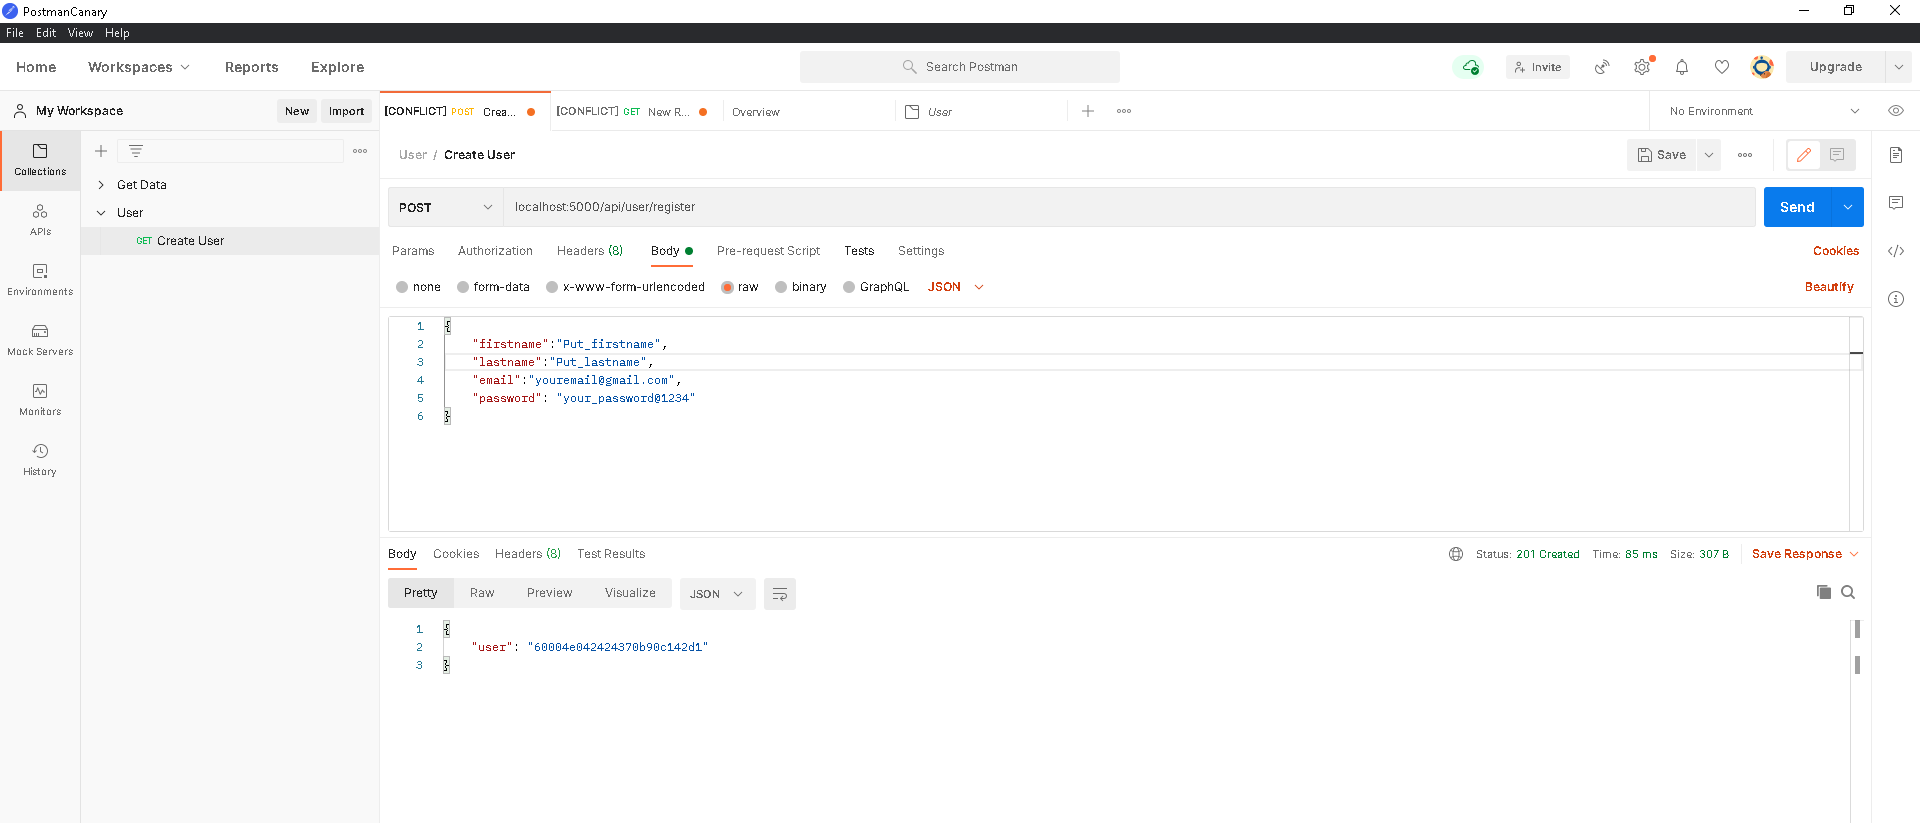 PostmanCanary
File Edit View Help
Home Workspaces Reports Explore Search Postman Invite Upgrade
My Workspace New Import [CONFLICT] POST Crea... [CONFLICT] GET New R... Overview User No Environment
Collections
APIs
Environments
Mock Servers
Monitors
History
Get Data
User
GET Create User
User / Create User Save
POST localhost:5000/api/user/register Send
Params Authorization Headers (8) Body Pre-request Script Tests Settings Cookies
none form-data x-www-form-urlencoded raw binary GraphQL JSON Beautify
1 {
2 "firstname":"Put_firstname",
3 "lastname":"Put_lastname",
4 "email":"youremail@gmail.com",
5 "password": "your_password@1234"
6 }
Body Cookies Headers (8) Test Results Status: 201 Created Time: 85 ms Size: 307 B Save Response
Pretty Raw Preview Visualize JSON
1 {
2 "user": "60004e042424370b90c142d1"
3 }